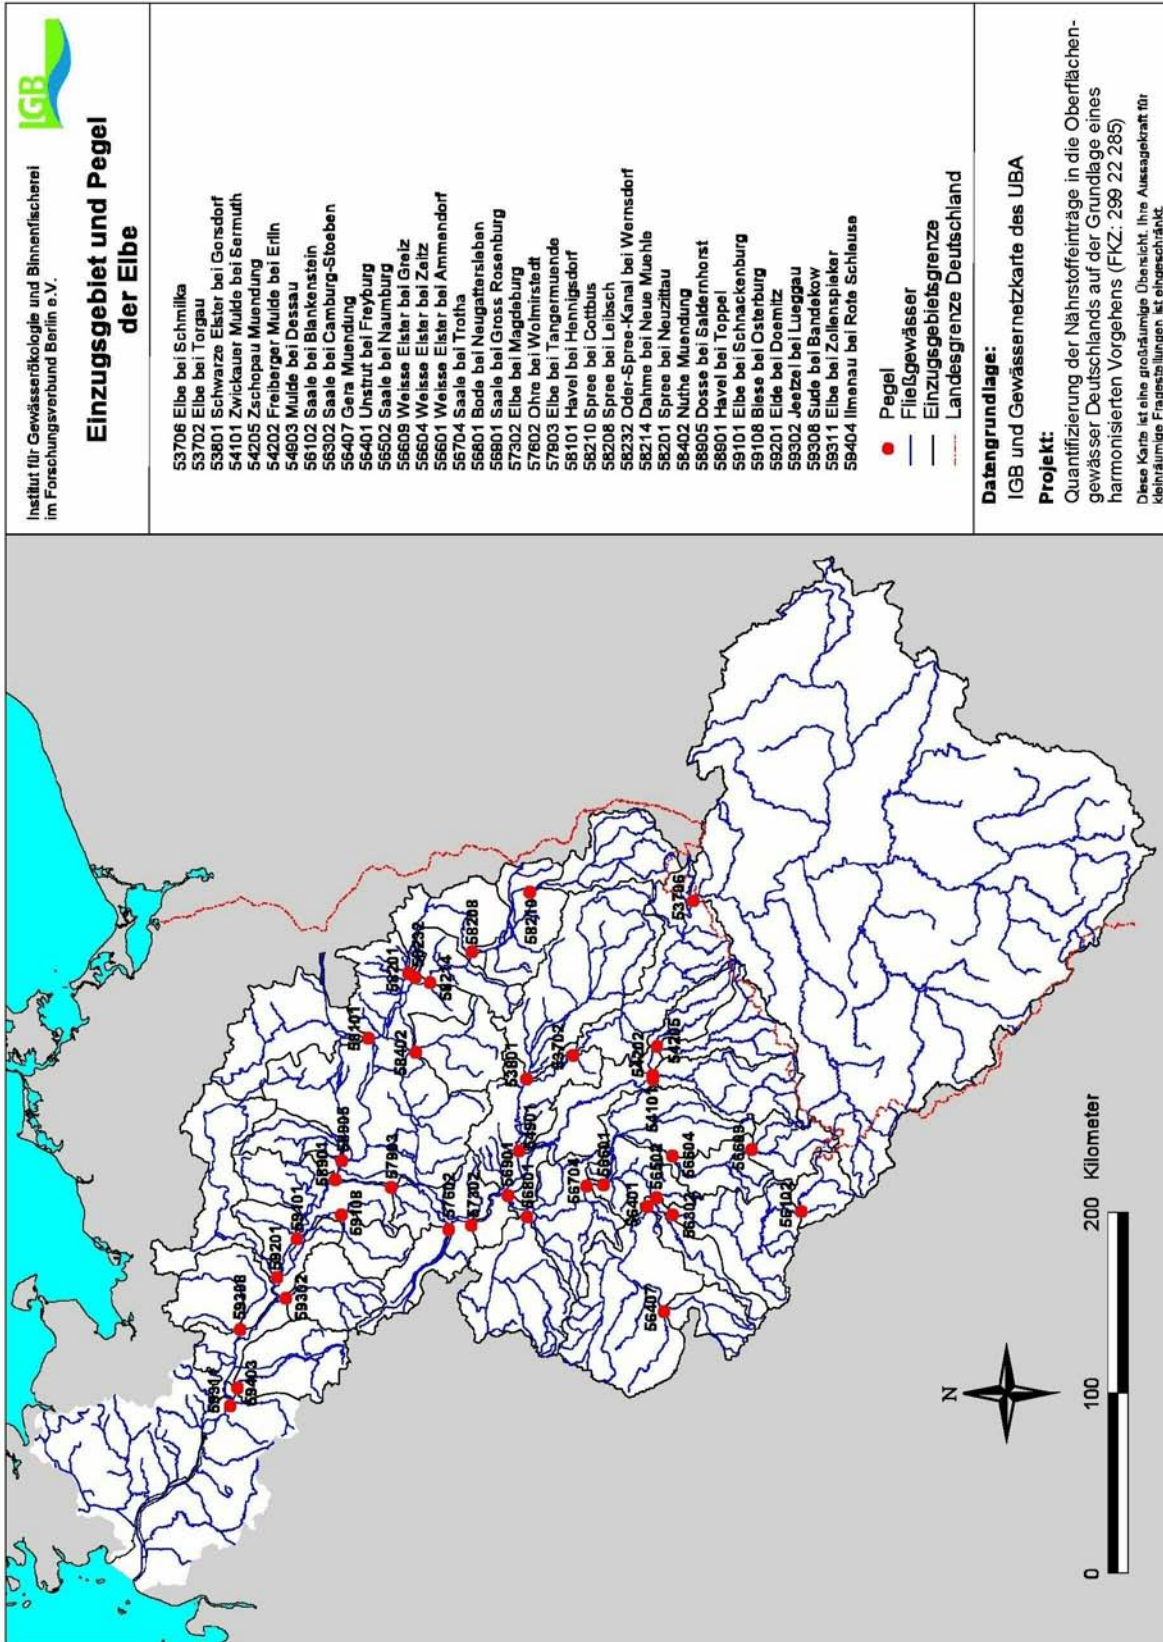 Institut für Gewässerökologie und Binnenfischerei
im Forschungsverbund Berlin e.V.
IGB
Einzugsgebiet und Pegel
der Elbe
53706 Elbe bei Schmilka
53702 Elbe bei Torgau
53801 Schwarze Elster bei Gorsdorf
54101 Zwickauer Mulde bei Sermuth
54205 Zschopau Muendung
54202 Freiberger Mulde bei Erlln
54903 Mulde bei Dessau
56102 Saale bei Blankenstein
56302 Saale bei Camburg-Stoeben
56407 Gera Muendung
56401 Unstrut bei Freyburg
56502 Saale bei Naumburg
56609 Weisse Elster bei Greiz
56604 Weisse Elster bei Zeitz
56601 Weisse Elster bei Ammendorf
56704 Saale bei Trotha
56801 Bode bei Neugattersleben
56901 Saale bei Gross Rosenburg
57302 Elbe bei Magdeburg
57602 Ohre bei Wolmirstedt
57903 Elbe bei Tangermuende
58101 Havel bei Hennigsdorf
58210 Spree bei Cottbus
58208 Spree bei Leibsch
58232 Oder-Spree-Kanal bei Wernsdorf
58214 Dahme bei Neue Muehle
58201 Spree bei Neuzittau
58402 Nuthe Muendung
58905 Dosse bei Saldernhorst
58901 Havel bei Toppel
59101 Elbe bei Schnackenburg
59108 Biese bei Osterburg
59201 Elde bei Doemitz
59302 Jeetzel bei Lueggau
59308 Sude bei Bandekow
59311 Elbe bei Zollenspieker
59404 Ilmenau bei Rote Schleuse
Pegel
Fließgewässer
Einzugsgebietsgrenze
Landesgrenze Deutschland
Datengrundlage:
IGB und Gewässernetzkarte des UBA
Projekt:
Quantifizierung der Nährstoffeinträge in die Oberflächen-
gewässer Deutschlands auf der Grundlage eines
harmonisierten Vorgehens (FKZ: 299 22 285)
Diese Karte ist eine großräumige Übersicht. Ihre Aussagekraft für
kleinräumige Fragestellungen ist eingeschränkt.
59403
59308
59302
59201
59101
59108
58901
58905
57903
57602
57302
58101
58402
58201
58232
58214
58208
58210
56901
56801
53801
53702
56704
56601
56401
56502
56302
56604
56609
56102
56407
54101
54202
54205
53706
N
0 100 200 Kilometer